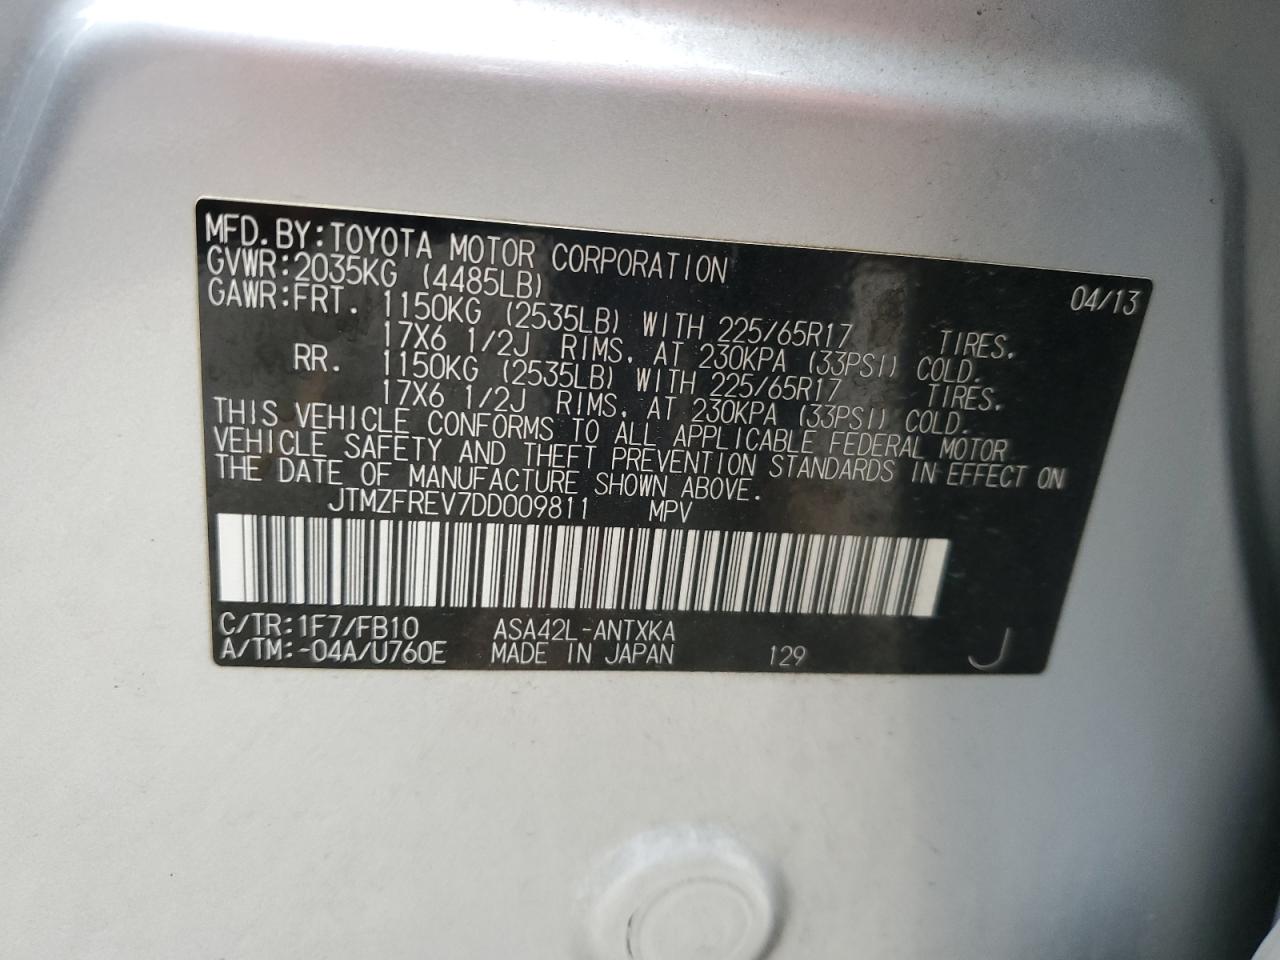 MFD. BY: TOYOTA MOTOR CORPORATION 04/13
GVWR: 2035KG (4485LB)
GAWR: FRT. 1150KG (2535LB) WITH 225/65R17 TIRES.
17X6 1/2J RIMS, AT 230KPA (33PSI) COLD.
RR. 1150KG (2535LB) WITH 225/65R17 TIRES.
17X6 1/2J RIMS, AT 230KPA (33PSI) COLD.
THIS VEHICLE CONFORMS TO ALL APPLICABLE FEDERAL MOTOR
VEHICLE SAFETY AND THEFT PREVENTION STANDARDS IN EFFECT ON
THE DATE OF MANUFACTURE SHOWN ABOVE.
JTMZFREV7DD009811 MPV
C/TR: 1F7/FB10 ASA42L-ANTXKA
A/TM: -04A/U760E MADE IN JAPAN 129 J